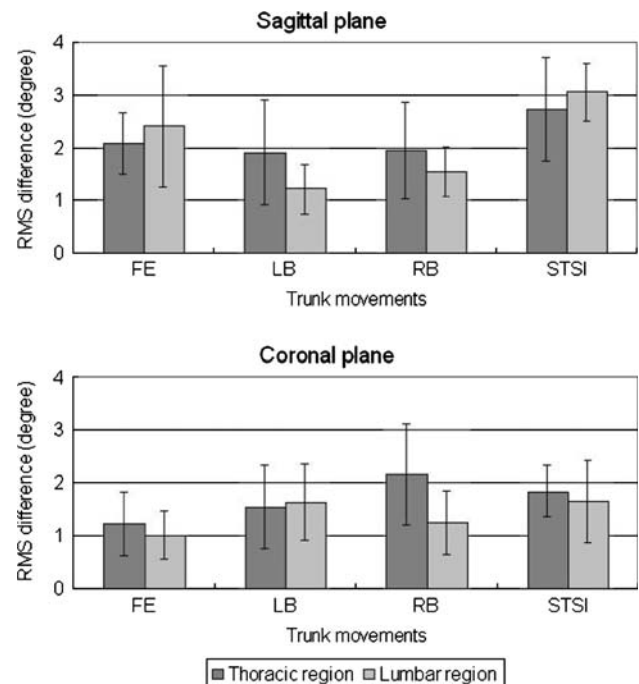 Sagittal plane
4
3
2
1
0
RMS difference (degree)
FE LB RB STSI
Trunk movements
Coronal plane
4
3
2
1
0
RMS difference (degree)
FE LB RB STSI
Trunk movements
Thoracic region Lumbar region